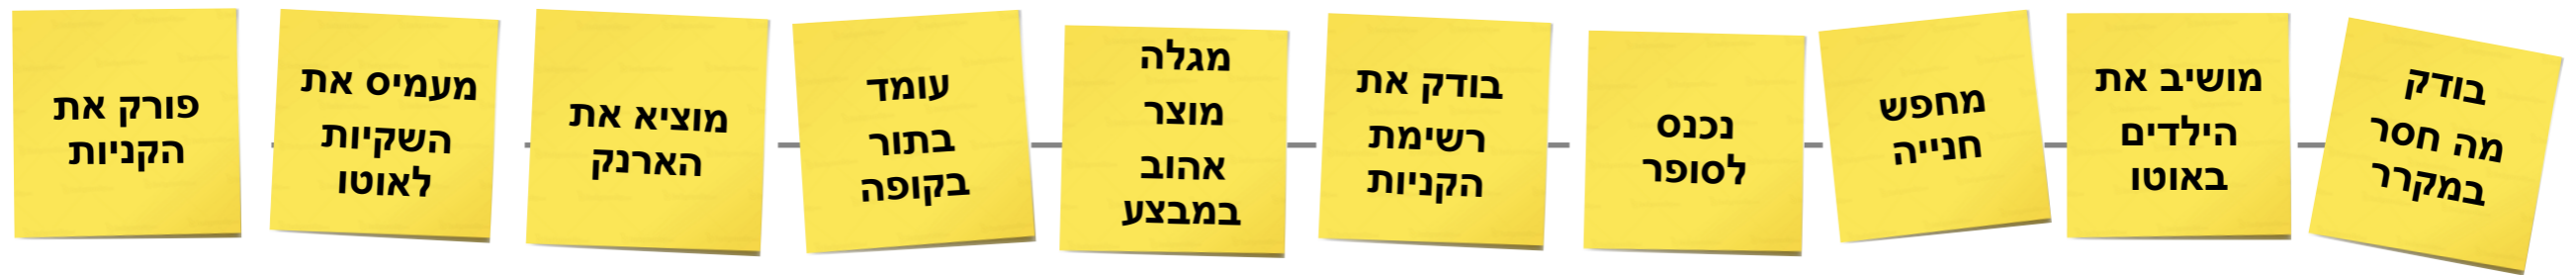 בודק
מה חסר
במקרר
מושיב את
הילדים
באוטו
מחפש
חנייה
נכנס
לסופר
בודק את
רשימת
הקניות
מגלה
מוצר
אהוב
במבצע
עומד
בתור
בקופה
מוציא את
הארנק
מעמיס את
השקיות
לאוטו
פורק את
הקניות